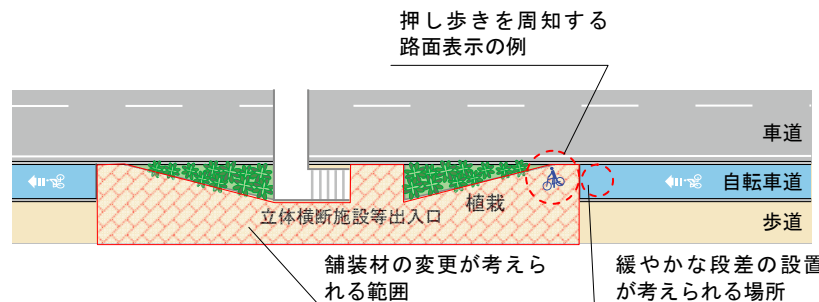 押し歩きを周知する
路面表示の例
車道
自転車道
植栽
立体横断施設等出入口
歩道
舗装材の変更が考えら
れる範囲
緩やかな段差の設置
が考えられる場所